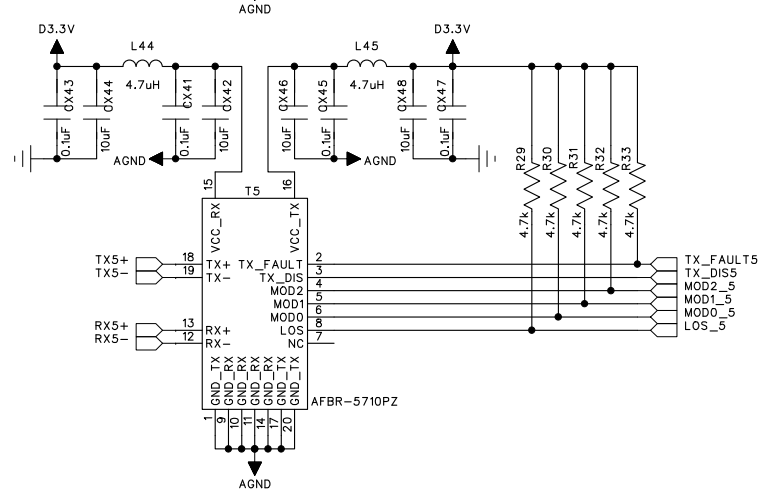 AGND
D3.3V
D3.3V
L44
L45
4.7uH
4.7uH
CX43
0.1uF
CX44
10uF
CX41
0.1uF
CX42
10uF
CX46
10uF
CX45
0.1uF
CX48
10uF
CX47
0.1uF
AGND
AGND
R29
4.7k
R30
4.7k
R31
4.7k
R32
4.7k
R33
4.7k
15
16
T5
VCC_RX
VCC_TX
TX5+
18
TX+
TX_FAULT
2
TX_FAULT5
TX5-
19
TX-
TX_DIS
3
TX_DIS5
MOD2
4
MOD2_5
MOD1
5
MOD1_5
MOD0
6
MOD0_5
RX5+
13
RX+
LOS
8
LOS_5
RX5-
12
RX-
NC
7
GND_TX
GND_RX
GND_RX
GND_RX
GND_RX
GND_TX
GND_TX
AFBR-5710PZ
1
9
10
11
14
17
20
AGND